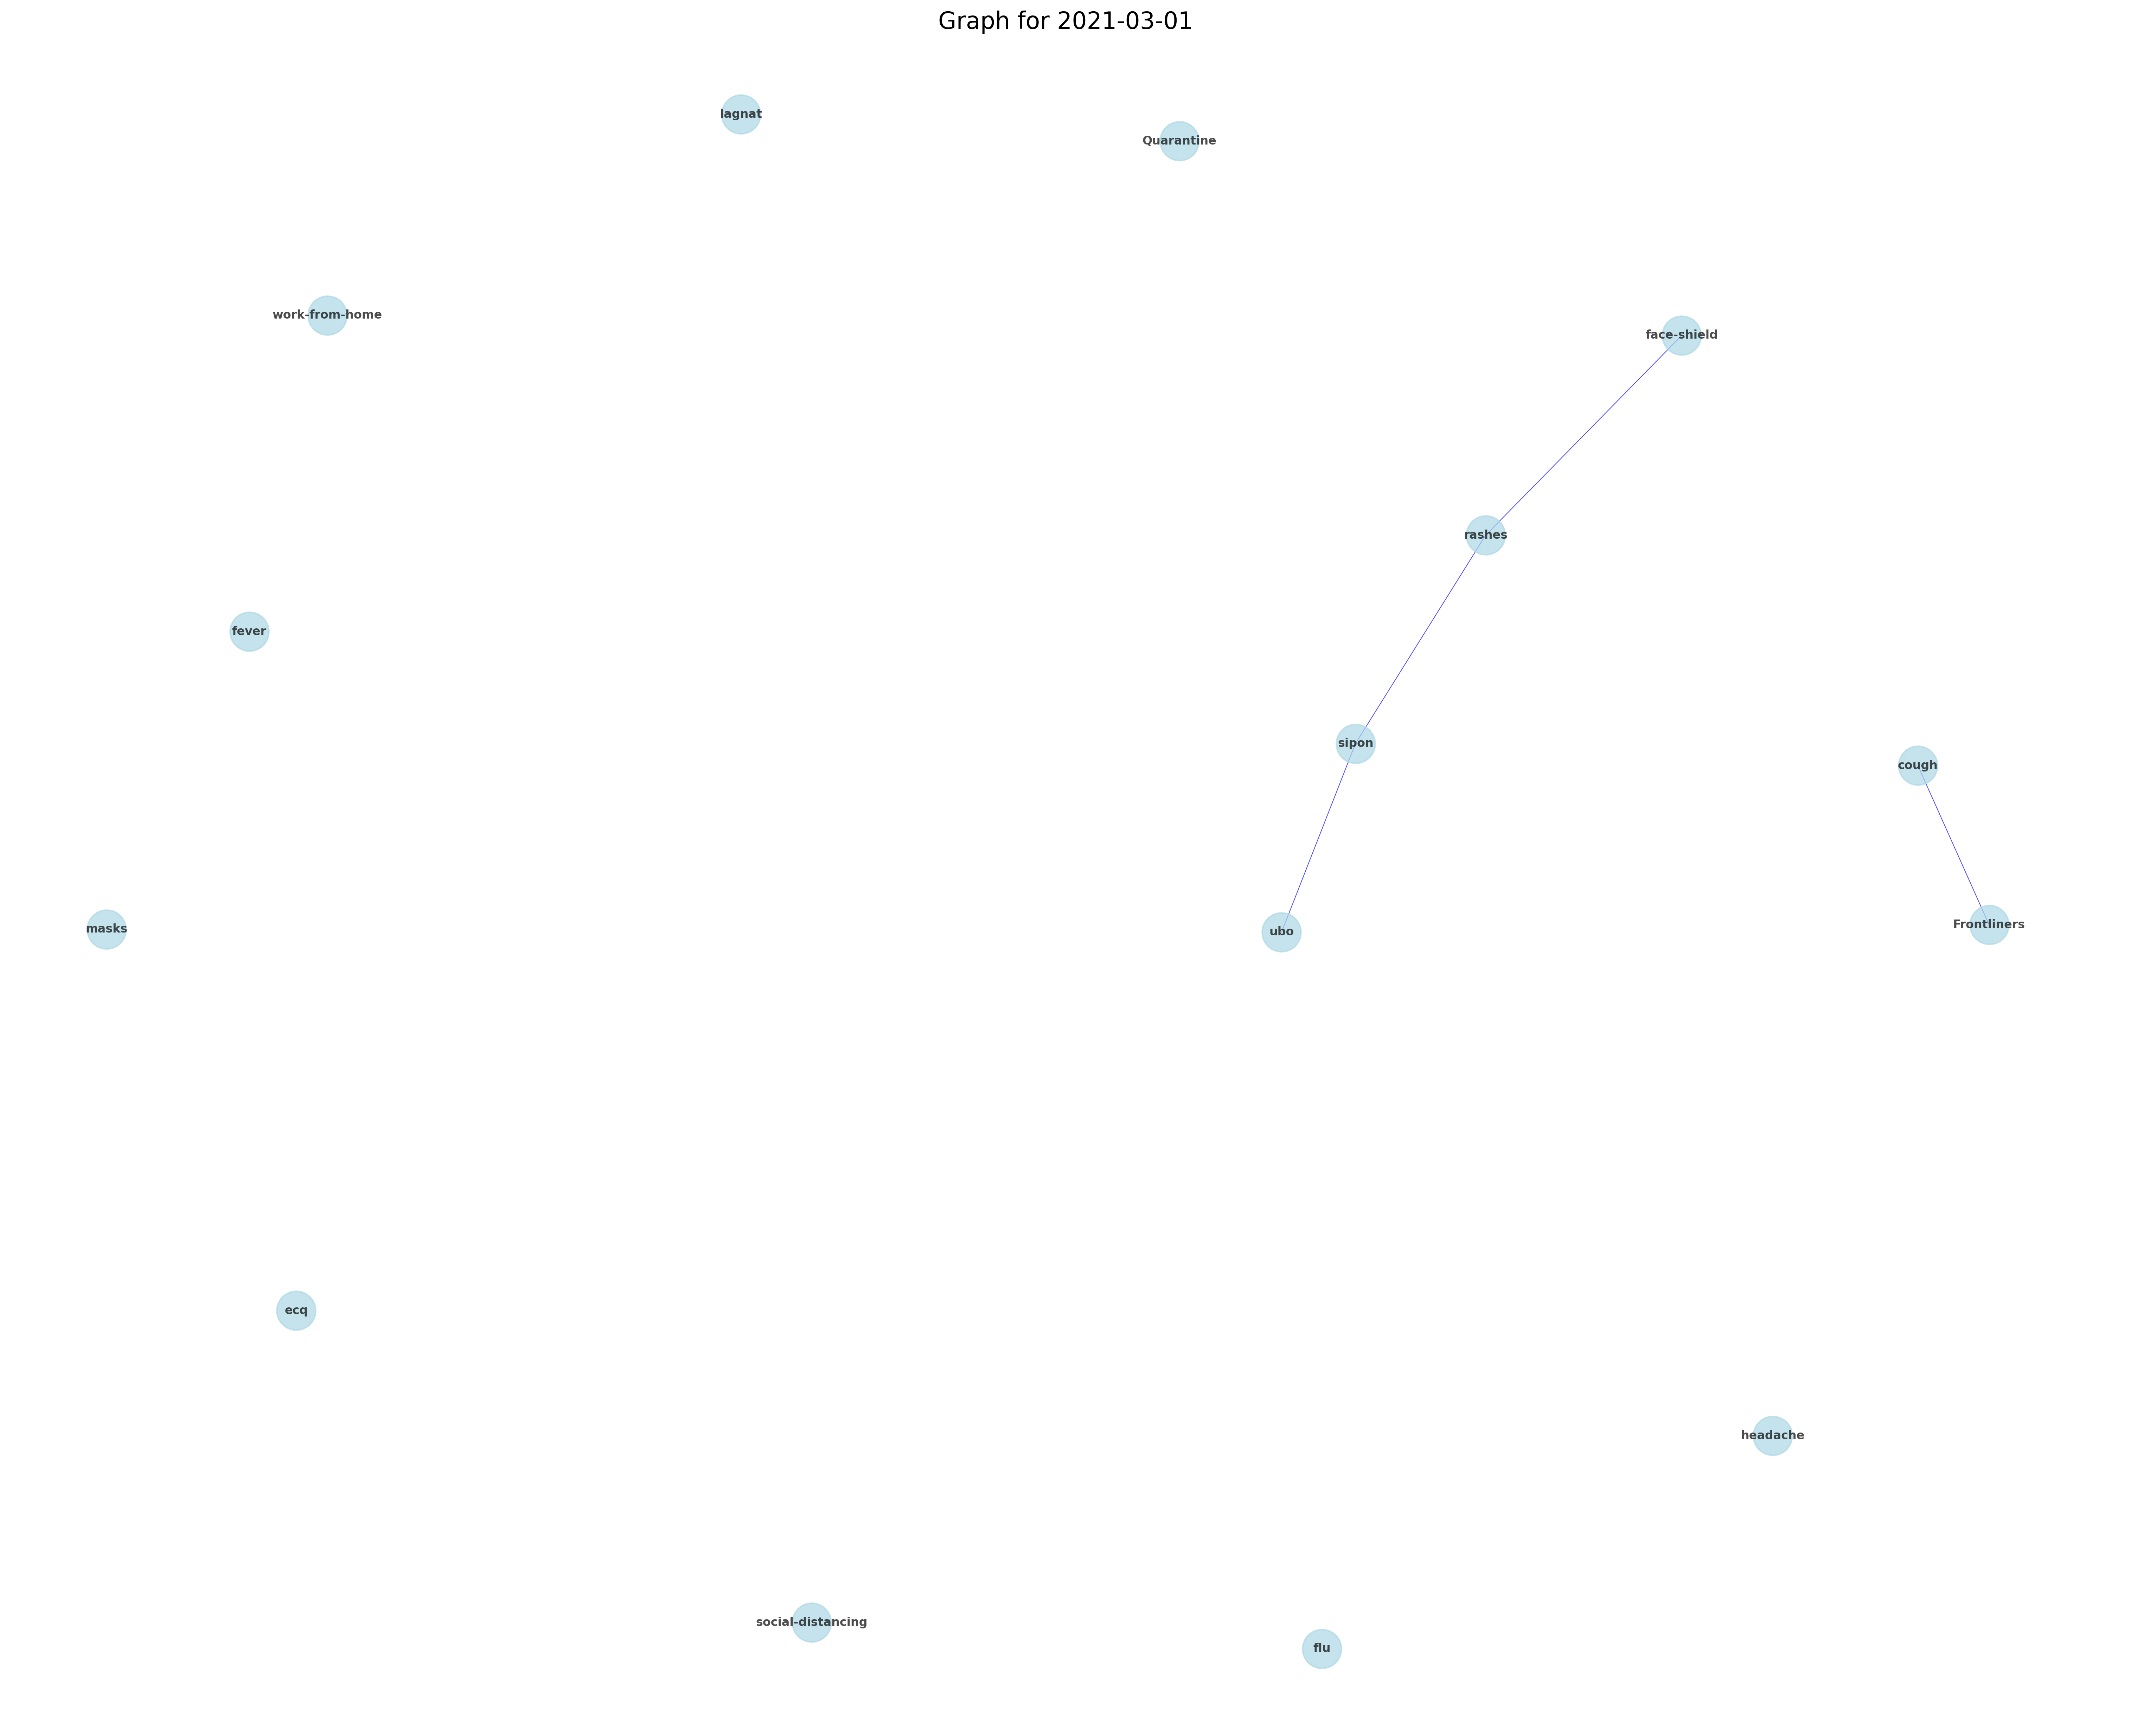 Graph for 2021-03-01
lagnat
Quarantine
work-from-home
face-shield
rashes
fever
sipon
cough
Frontliners
masks
ubo
ecq
headache
social-distancing
flu